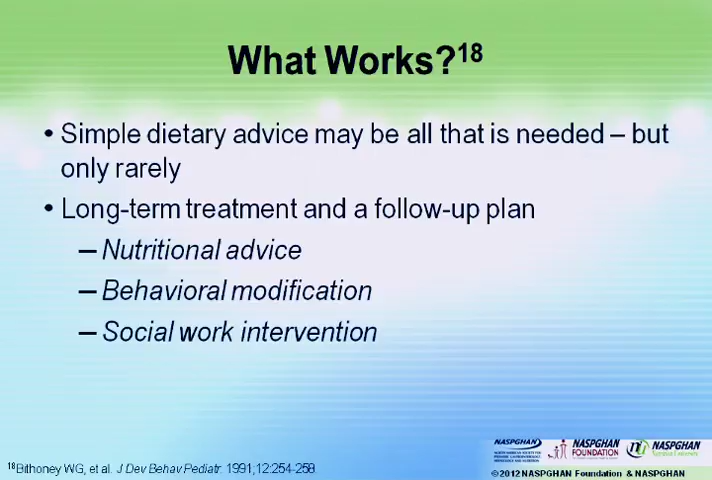 What Works?18
• Simple dietary advice may be all that is needed – but
only rarely
• Long-term treatment and a follow-up plan
– Nutritional advice
– Behavioral modification
– Social work intervention
18Bithoney WG, et al. J Dev Behav Pediatr. 1991;12:254-258
NASPGHAN
NASPGHAN
FOUNDATION
NASPGHAN
©2012 NASPGHAN Foundation & NASPGHAN